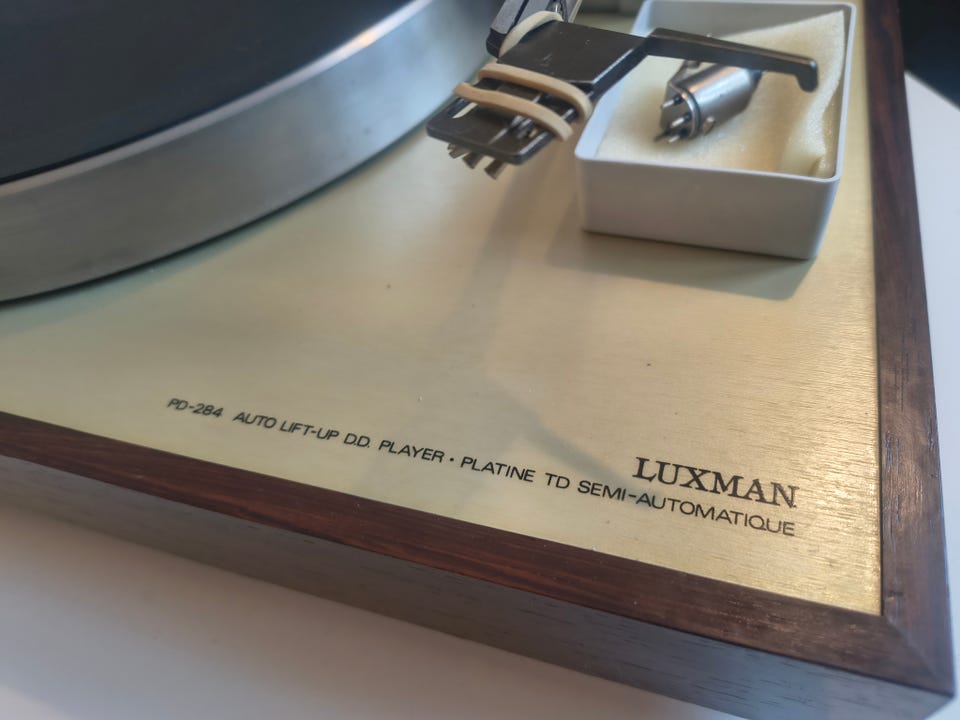 LUXMAN
PD-284 AUTO LIFT-UP D.D. PLAYER • PLATINE TD SEMI-AUTOMATIQUE